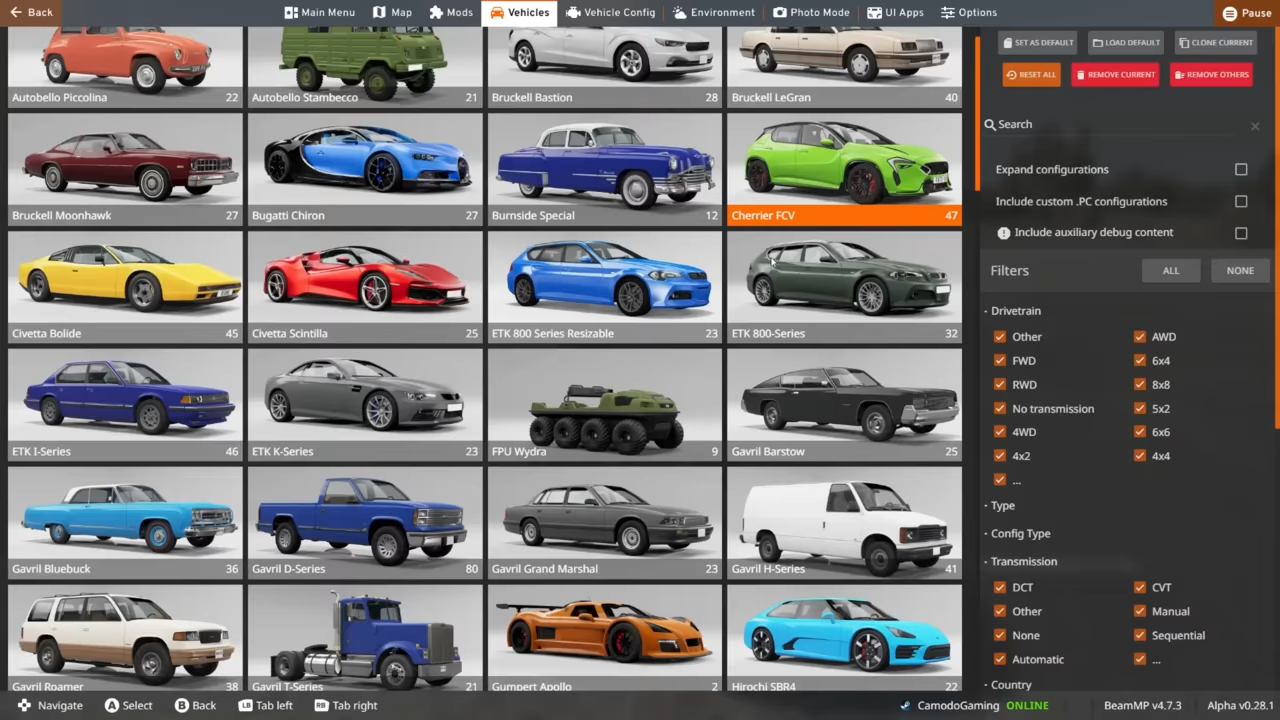 Back
Main Menu
Map
Mods
Vehicles
Vehicle Config
Environment
Photo Mode
UI Apps
Options
Pause
Autobello Piccolina 22
Autobello Stambecco 21
Bruckell Bastion 28
Bruckell LeGran 40
Bruckell Moonhawk 27
Bugatti Chiron 27
Burnside Special 12
Cherrier FCV 47
Civetta Bolide 45
Civetta Scintilla 25
ETK 800 Series Resizable 23
ETK 800-Series 32
ETK I-Series 46
ETK K-Series 23
FPU Wydra 9
Gavril Barstow 25
Gavril Bluebuck 36
Gavril D-Series 80
Gavril Grand Marshal 23
Gavril H-Series 41
Gavril Roamer 38
Gavril T-Series 21
Gumpert Apollo 2
Hirochi SBR4 22
SET AS DEFAULT
LOAD DEFAULT
CLONE CURRENT
RESET ALL
REMOVE CURRENT
REMOVE OTHERS
Search
Expand configurations
Include custom .PC configurations
Include auxiliary debug content
Filters ALL NONE
- Drivetrain
Other AWD
FWD 6x4
RWD 8x8
No transmission 5x2
4WD 6x6
4x2 4x4
...
- Type
- Config Type
- Transmission
DCT CVT
Other Manual
None Sequential
Automatic ...
- Country
Navigate
A Select
B Back
LB Tab left
RB Tab right
CamodoGaming ONLINE
BeamMP v4.7.3
Alpha v0.28.1